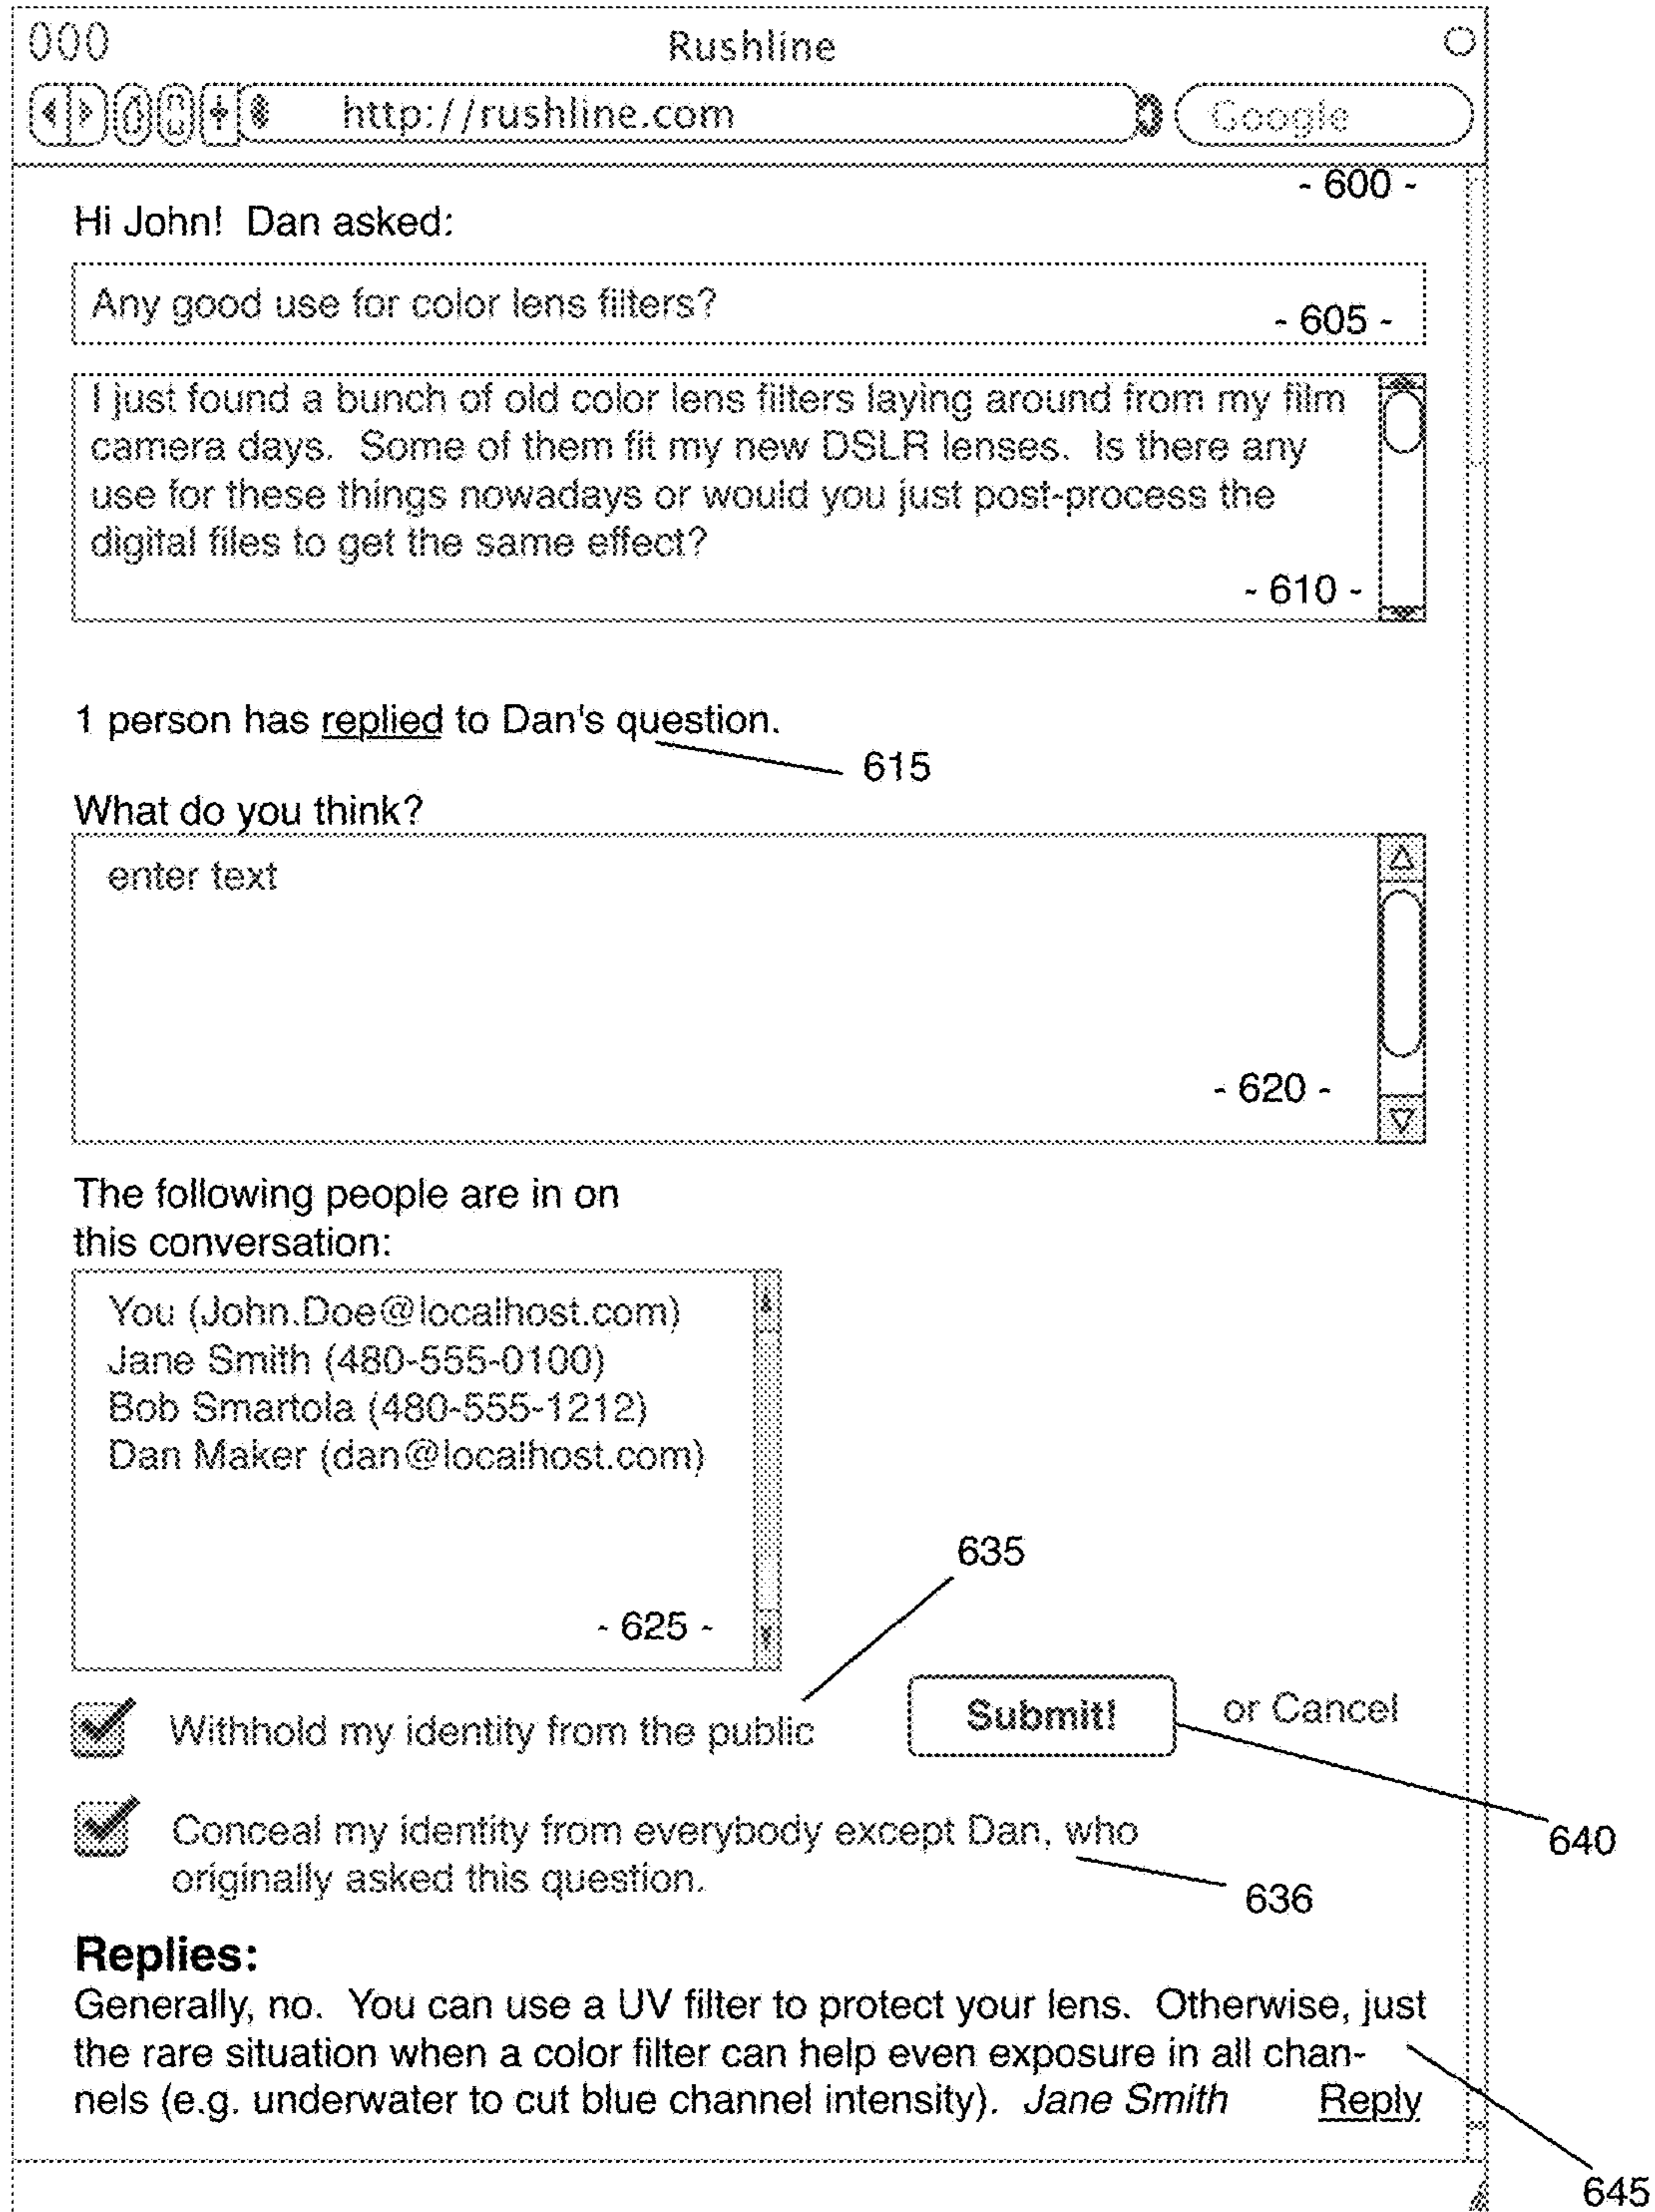 Rushline
http://rushline.com
Google
- 600 -
Hi John! Dan asked:
Any good use for color lens filters?
- 605 -
I just found a bunch of old color lens filters laying around from my film
camera days. Some of them fit my new DSLR lenses. Is there any
use for these things nowadays or would you just post-process the
digital files to get the same effect?
- 610 -
1 person has replied to Dan's question.
615
What do you think?
enter text
- 620 -
The following people are in on
this conversation:
You (John.Doe@localhost.com)
Jane Smith (480-555-0100)
Bob Smartola (480-555-1212)
Dan Maker (dan@localhost.com)
635
- 625 -
Withhold my identity from the public
Submit!
or Cancel
640
Conceal my identity from everybody except Dan, who
originally asked this question.
636
Replies:
Generally, no. You can use a UV filter to protect your lens. Otherwise, just
the rare situation when a color filter can help even exposure in all chan-
nels (e.g. underwater to cut blue channel intensity). Jane Smith Reply
645